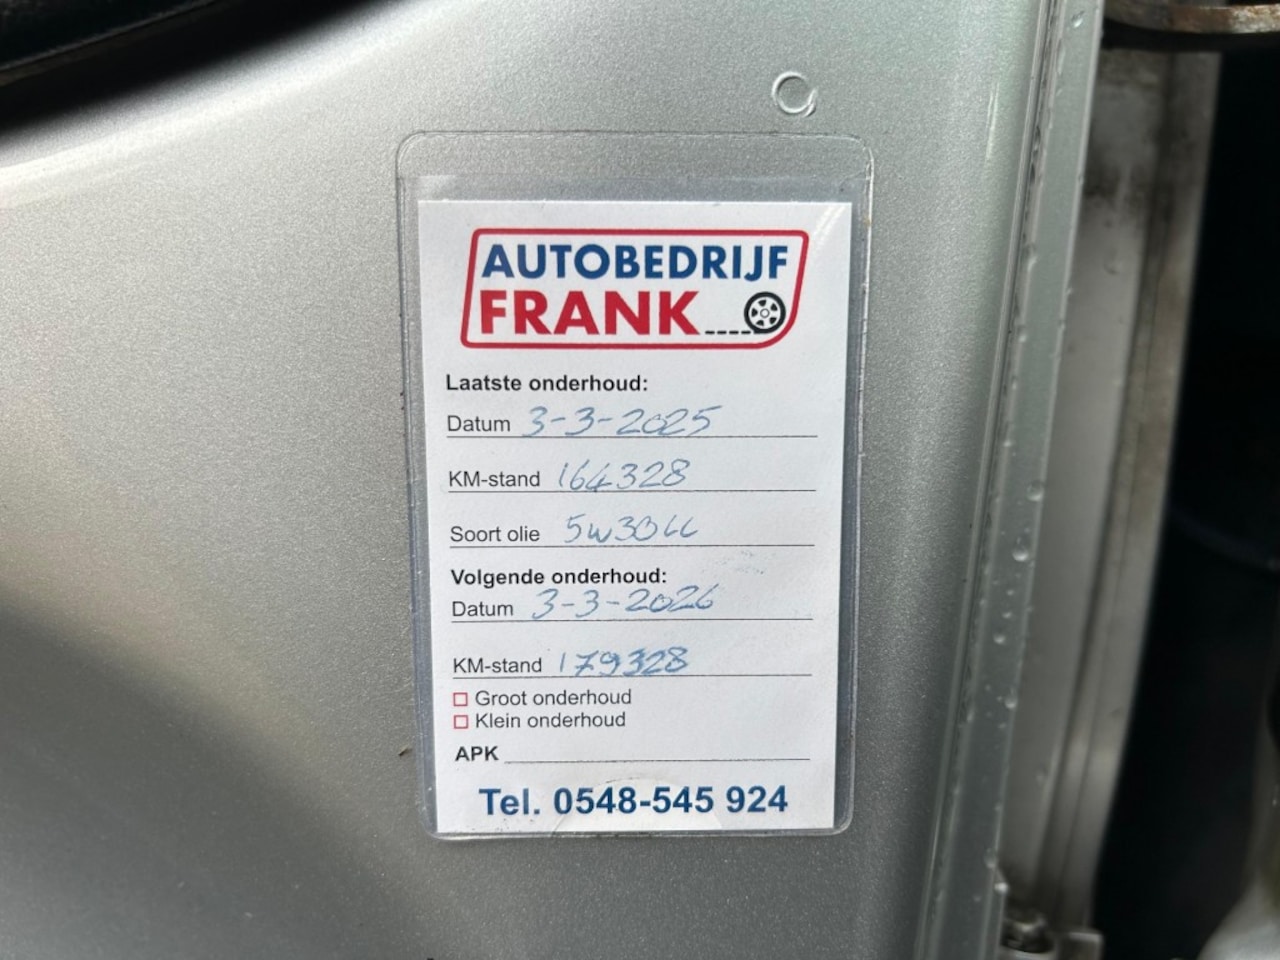 AUTOBEDRIJF
FRANK
Laatste onderhoud:
Datum 3-3-2025
KM-stand 164328
Soort olie 5W30LL
Volgende onderhoud:
Datum 3-3-2026
KM-stand 179328
Groot onderhoud
Klein onderhoud
APK
Tel. 0548-545 924